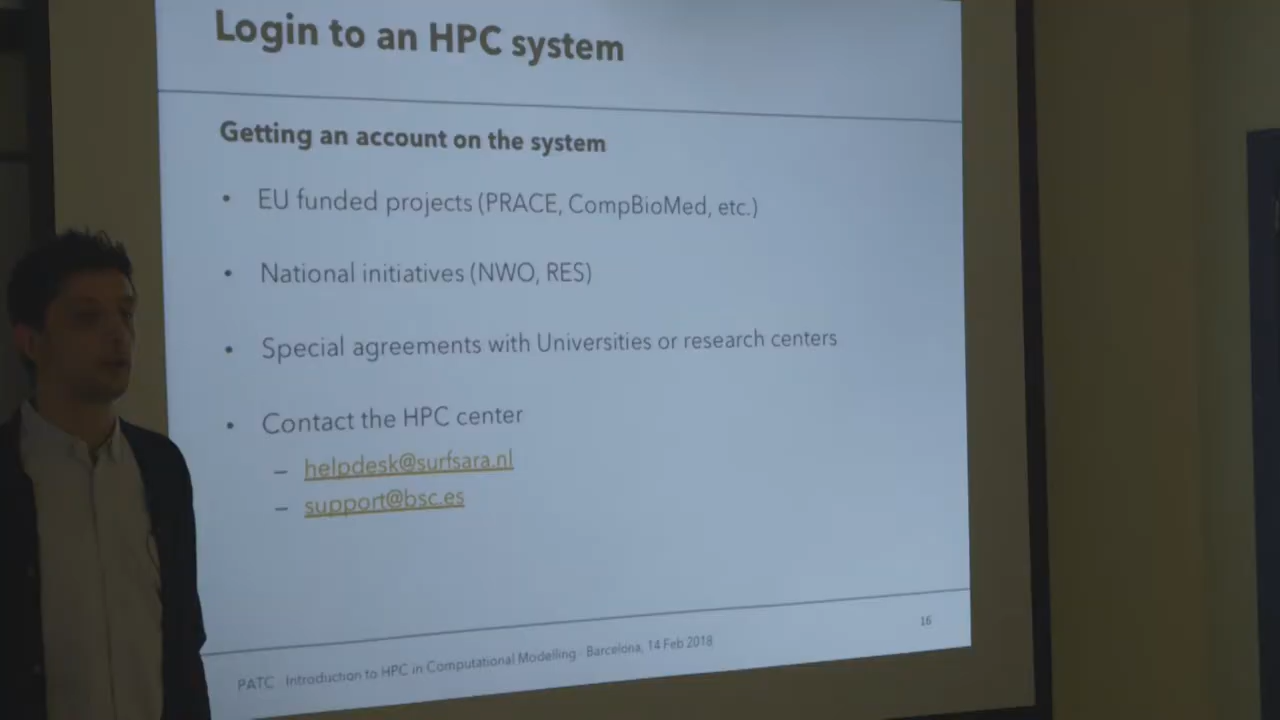 Login to an HPC system
Getting an account on the system
• EU funded projects (PRACE, CompBioMed, etc.)
• National initiatives (NWO, RES)
• Special agreements with Universities or research centers
• Contact the HPC center
– helpdesk@surfsara.nl
– support@bsc.es
16
PATC Introduction to HPC in Computational Modelling - Barcelona, 14 Feb 2018